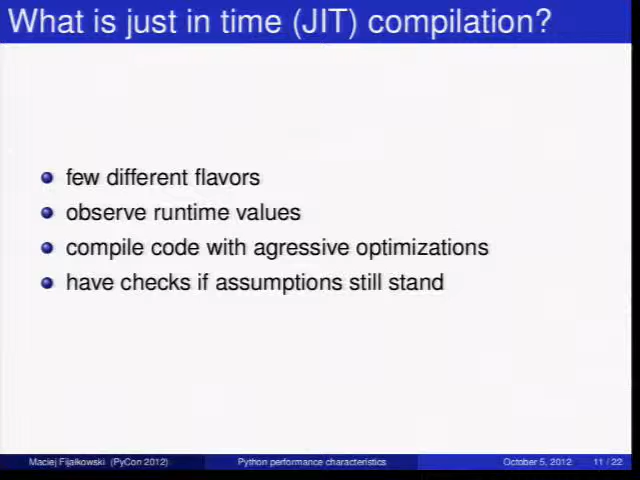 What is just in time (JIT) compilation?
few different flavors
observe runtime values
compile code with agressive optimizations
have checks if assumptions still stand
Maciej Fijałkowski (PyCon 2012) Python performance characteristics October 5, 2012 11 / 22